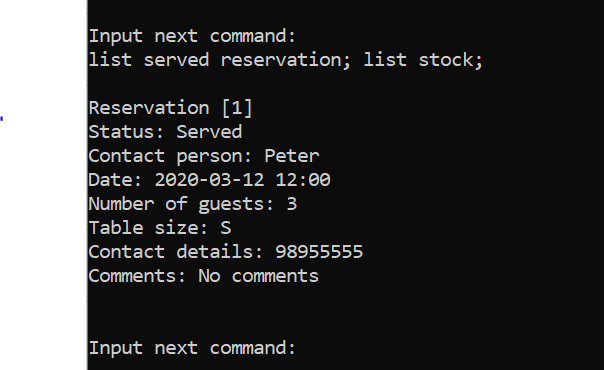 Input next command:
list served reservation; list stock;
Reservation [1]
Status: Served
Contact person: Peter
Date: 2020-03-12 12:00
Number of guests: 3
Table size: S
Contact details: 98955555
Comments: No comments
Input next command: